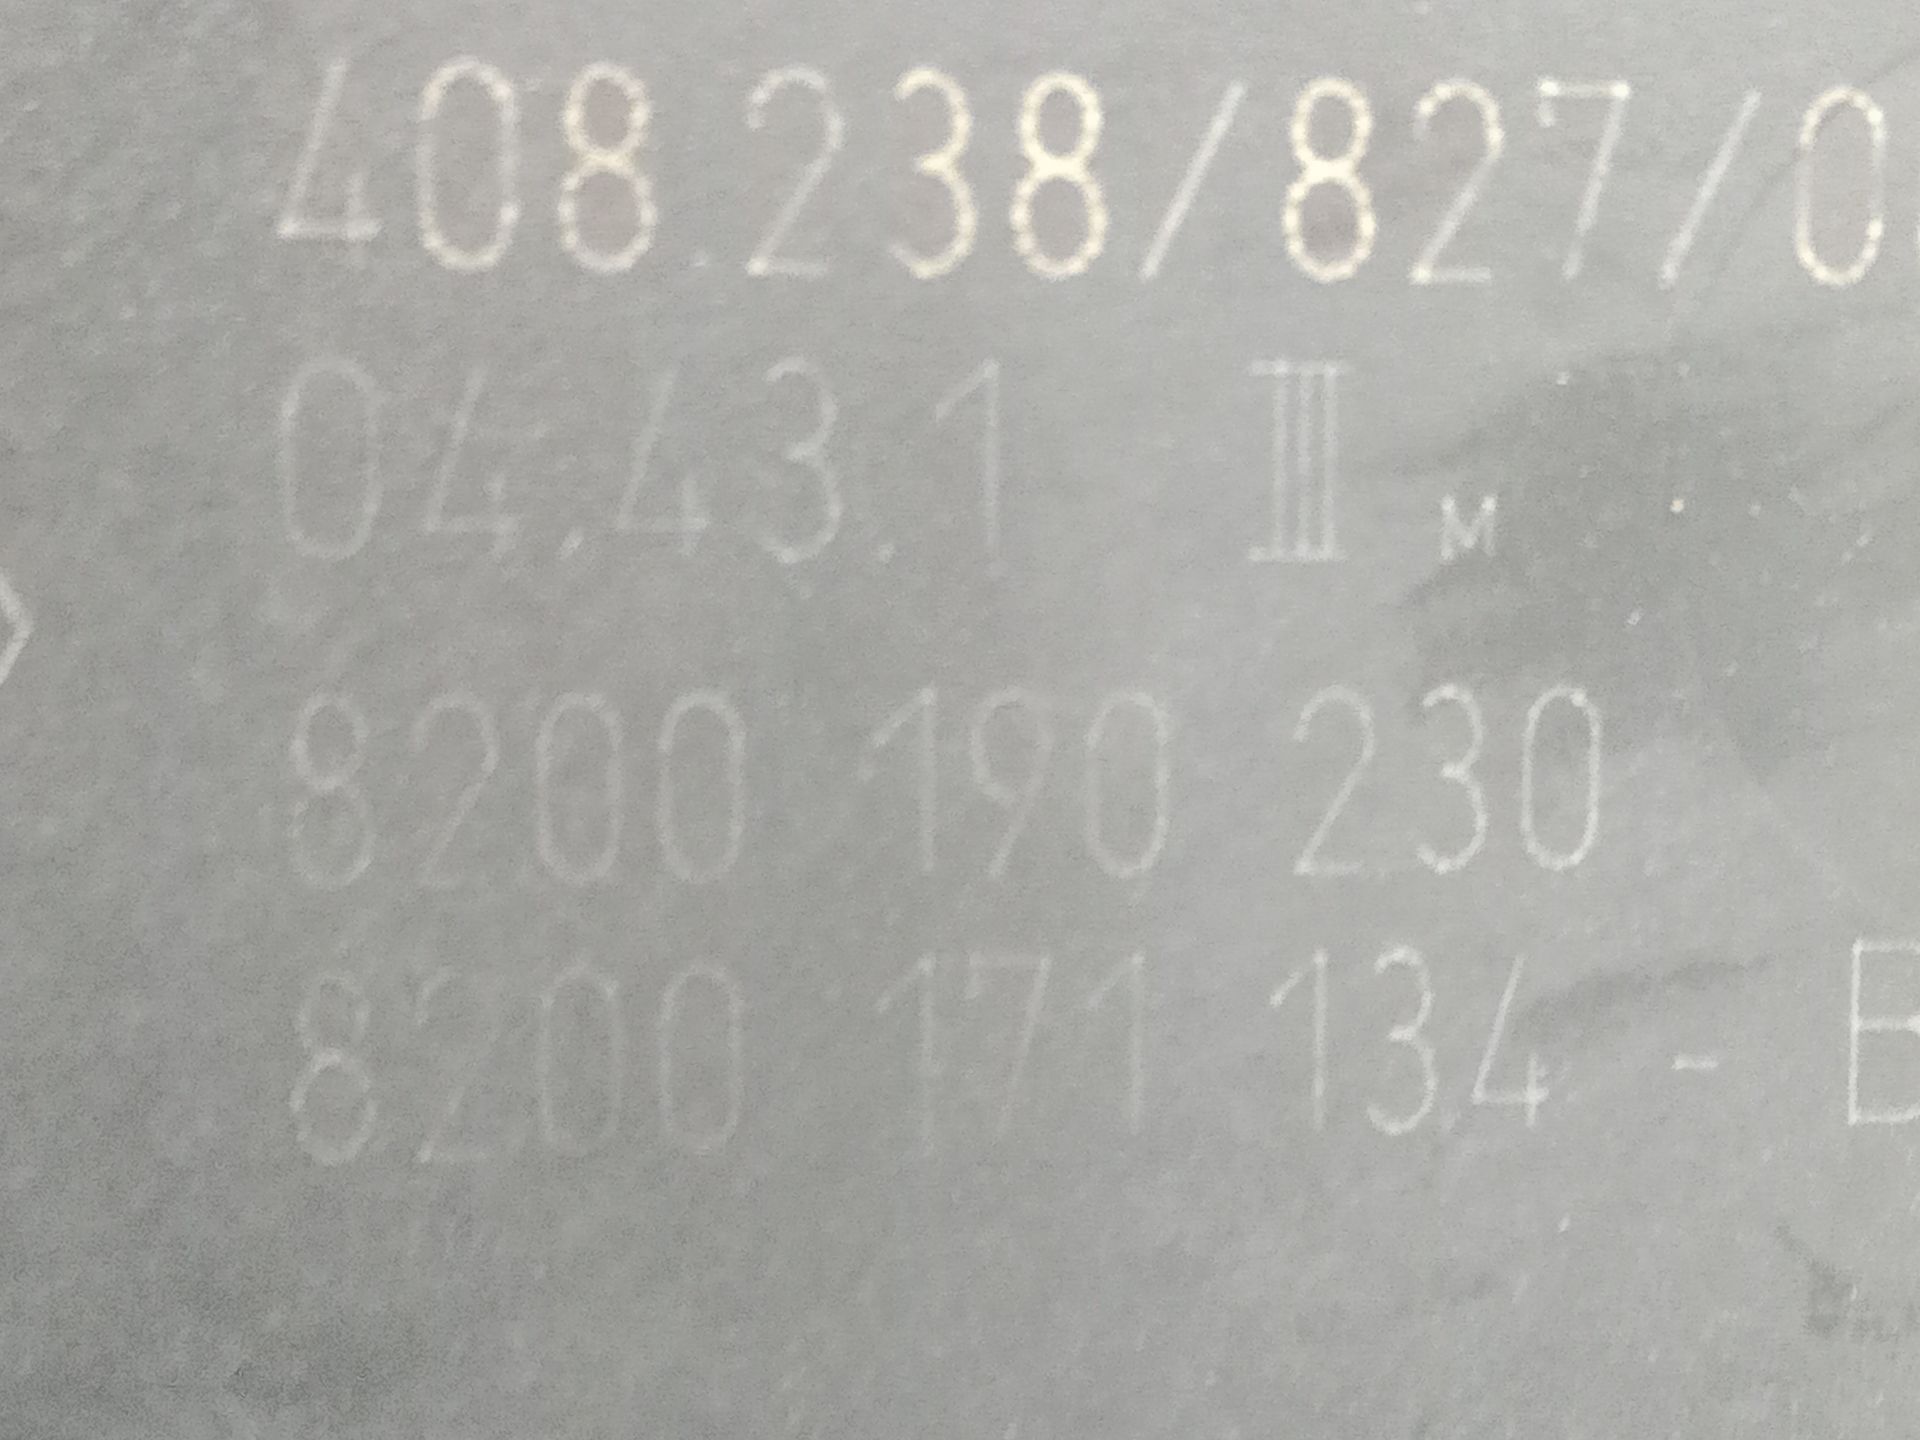 408.238/827/0
04.43.1 III M
8200 190 230
8200 171 134 - B